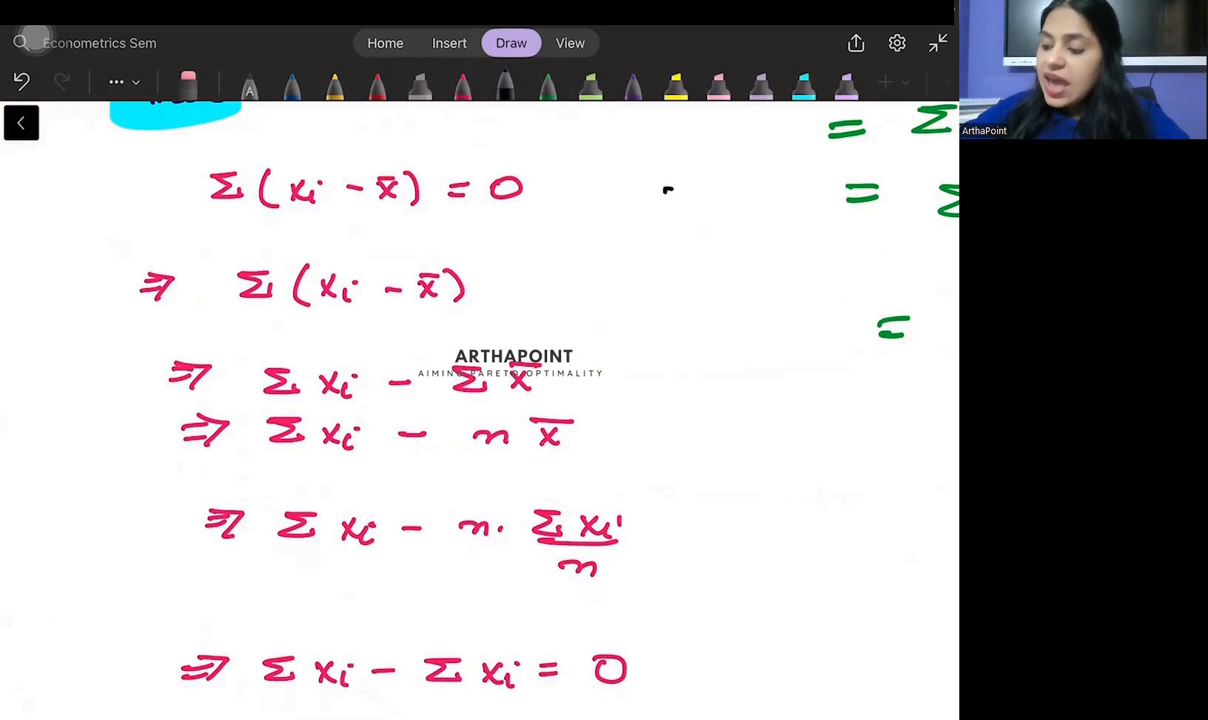 Econometrics Sem
Home Insert Draw View
ArthaPoint
= Σ
Σ(xi - x̄) = 0
= Σ
⇒ Σ(xi - x̄)
=
ARTHAPOINT
AIMING PARETO OPTIMALITY
⇒ Σ xi - Σ x̄
⇒ Σ xi - n x̄
⇒ Σ xi - n. Σ xi / n
⇒ Σ xi - Σ xi = 0